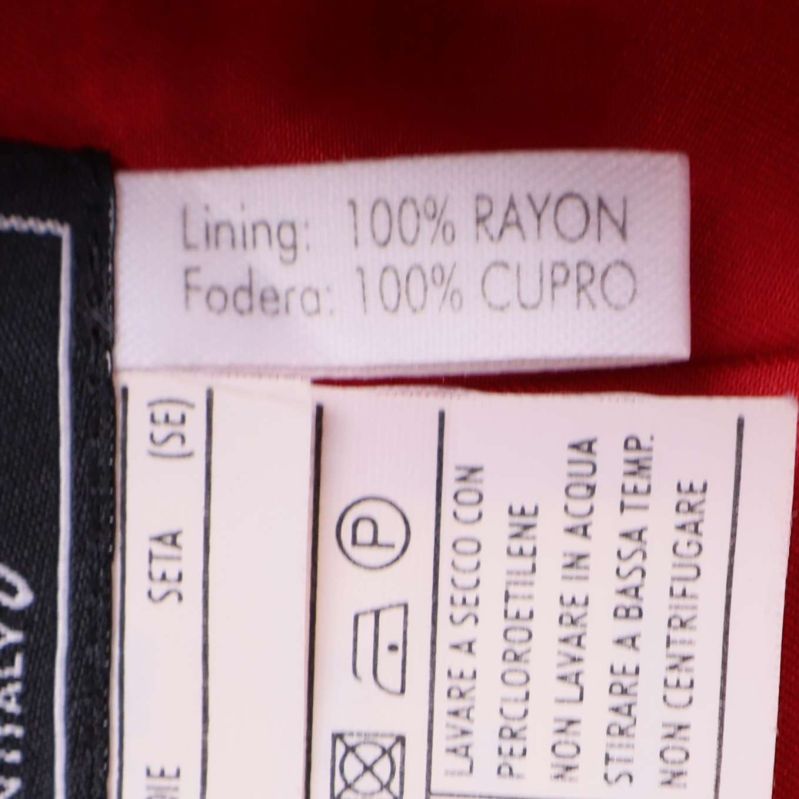 Lining: 100% RAYON
Fodera: 100% CUPRO
SETA (SE)
P
LAVARE A SECCO CON
PERCLOROETILENE
NON LAVARE IN ACQUA
STIRARE A BASSA TEMP.
NON CENTRIFUGARE
ITALY